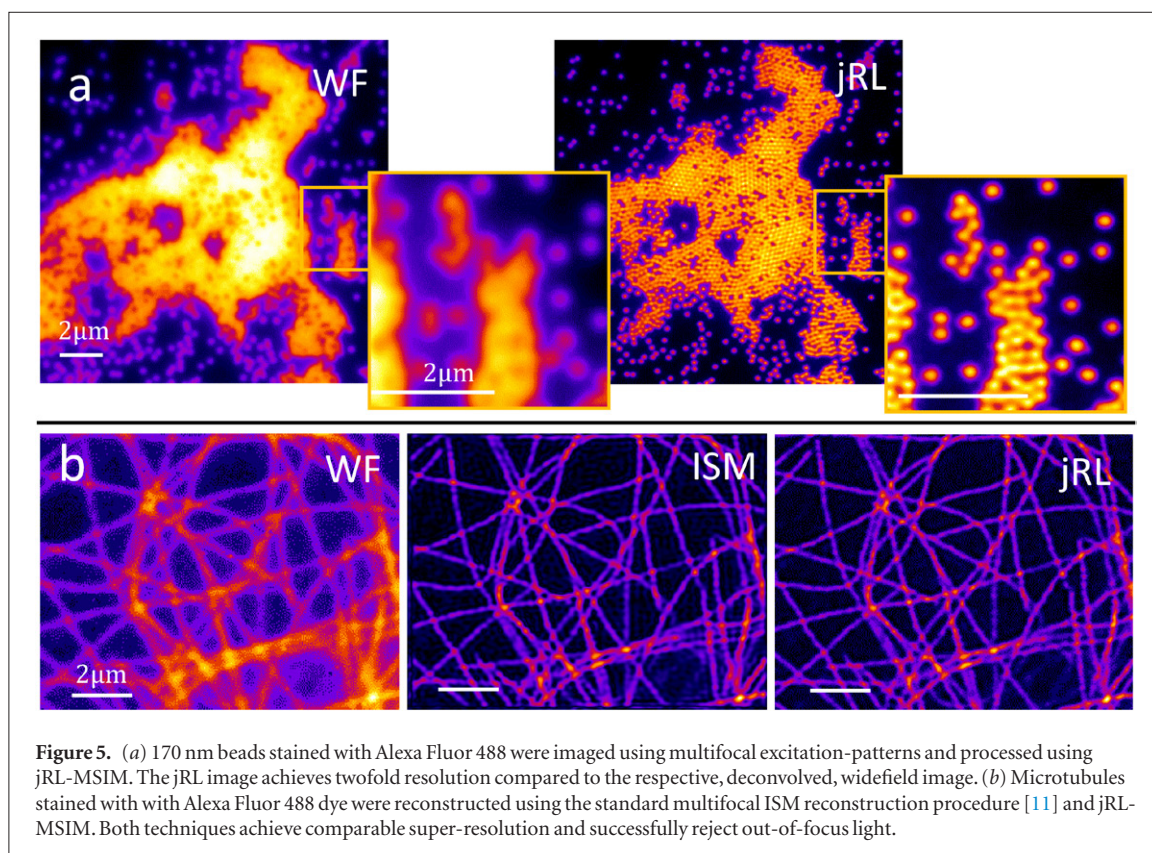 a
WF
jRL
2μm
2μm
b
WF
ISM
jRL
2μm
Figure 5. (a) 170 nm beads stained with Alexa Fluor 488 were imaged using multifocal excitation-patterns and processed using
jRL-MSIM. The jRL image achieves twofold resolution compared to the respective, deconvolved, widefield image. (b) Microtubules
stained with with Alexa Fluor 488 dye were reconstructed using the standard multifocal ISM reconstruction procedure [11] and jRL-
MSIM. Both techniques achieve comparable super-resolution and successfully reject out-of-focus light.